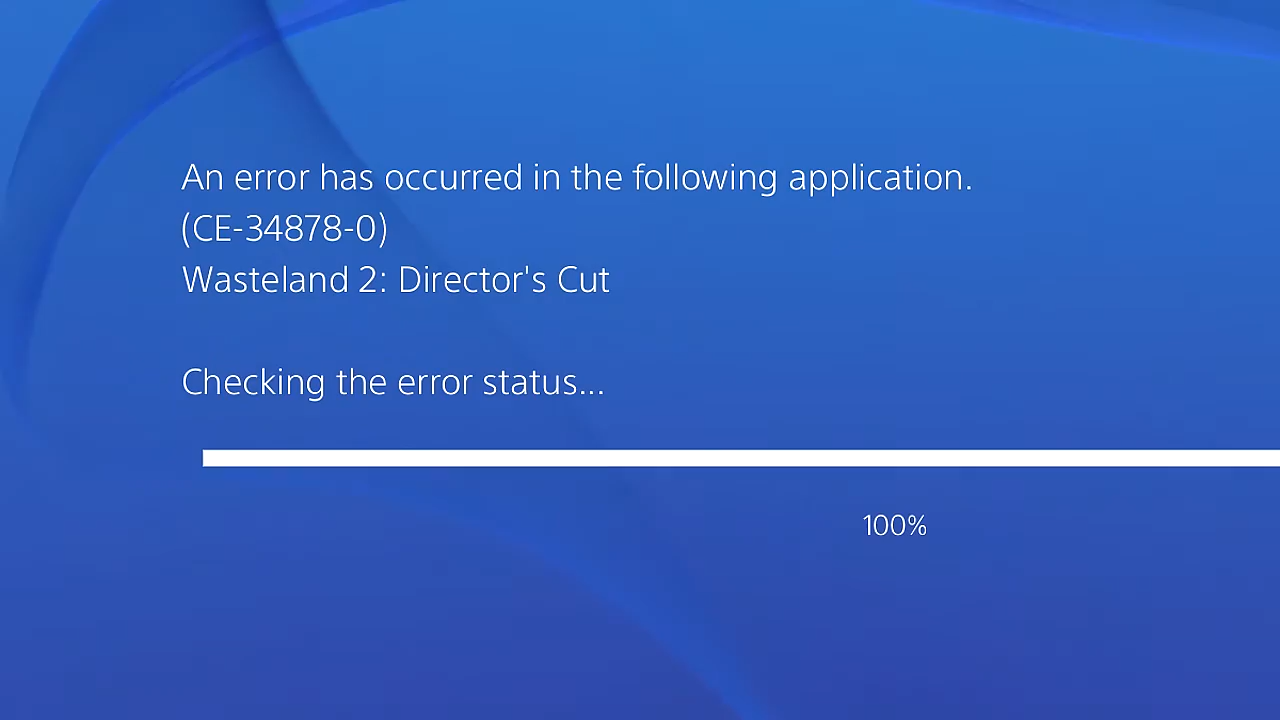 An error has occurred in the following application.
(CE-34878-0)
Wasteland 2: Director's Cut
Checking the error status...
100%